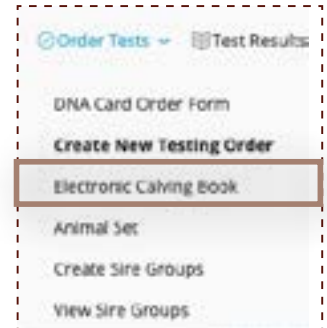 Order Tests Test Results
DNA Card Order Form
Create New Testing Order
Electronic Calving Book
Animal Set
Create Sire Groups
View Sire Groups